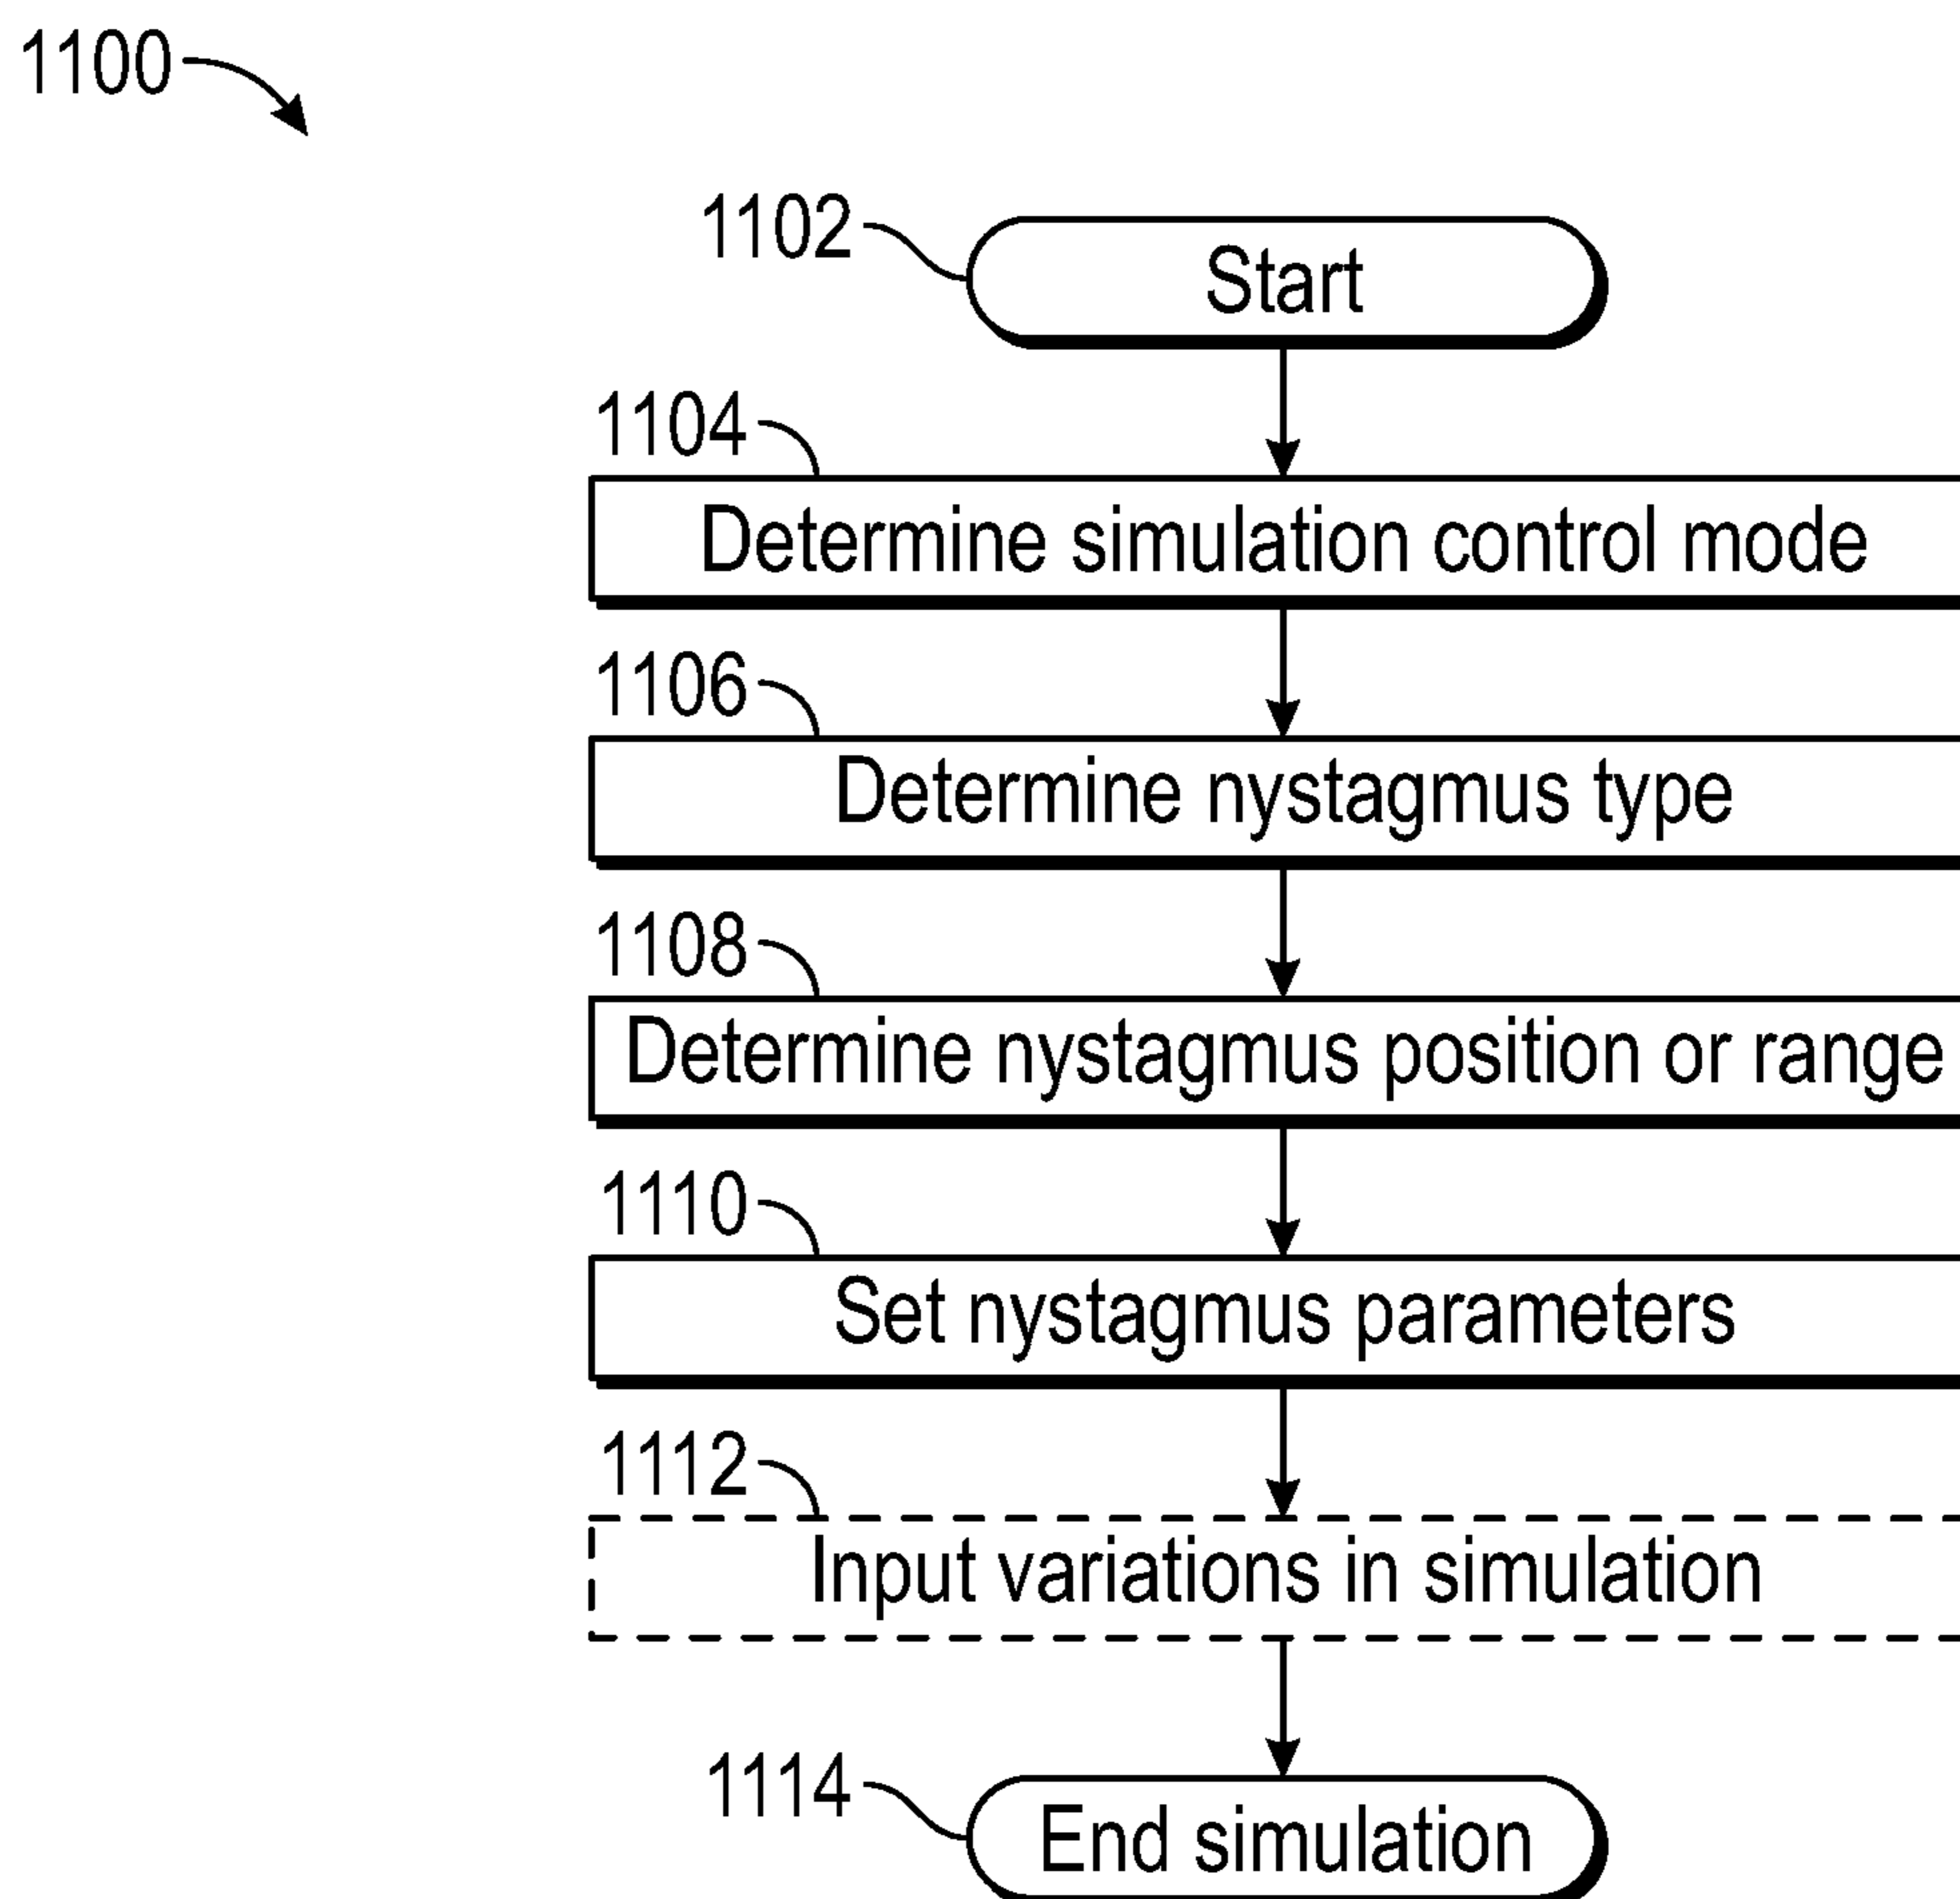 1100
1102
Start
1104
Determine simulation control mode
1106
Determine nystagmus type
1108
Determine nystagmus position or range
1110
Set nystagmus parameters
1112
Input variations in simulation
1114
End simulation